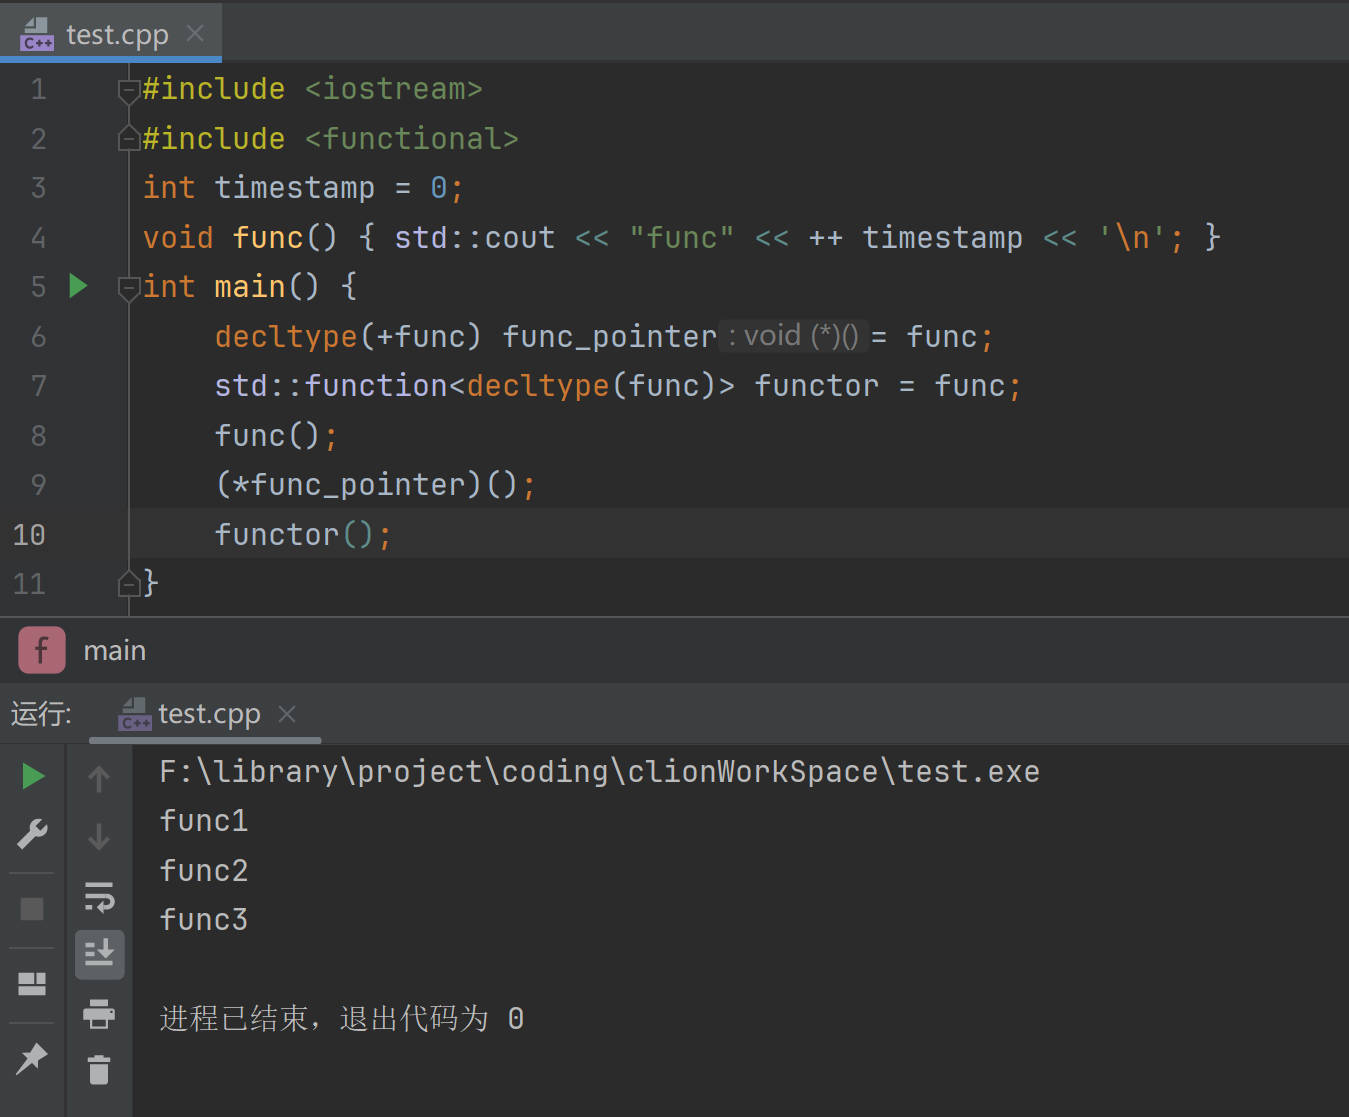 test.cpp
1 #include <iostream>
2 #include <functional>
3 int timestamp = 0;
4 void func() { std::cout << "func" << ++ timestamp << '\n'; }
5 int main() {
6 decltype(+func) func_pointer : void (*)() = func;
7 std::function<decltype(func)> functor = func;
8 func();
9 (*func_pointer)();
10 functor();
11 }
f main
运行: test.cpp
F:\library\project\coding\clionWorkSpace\test.exe
func1
func2
func3
进程已结束，退出代码为 0